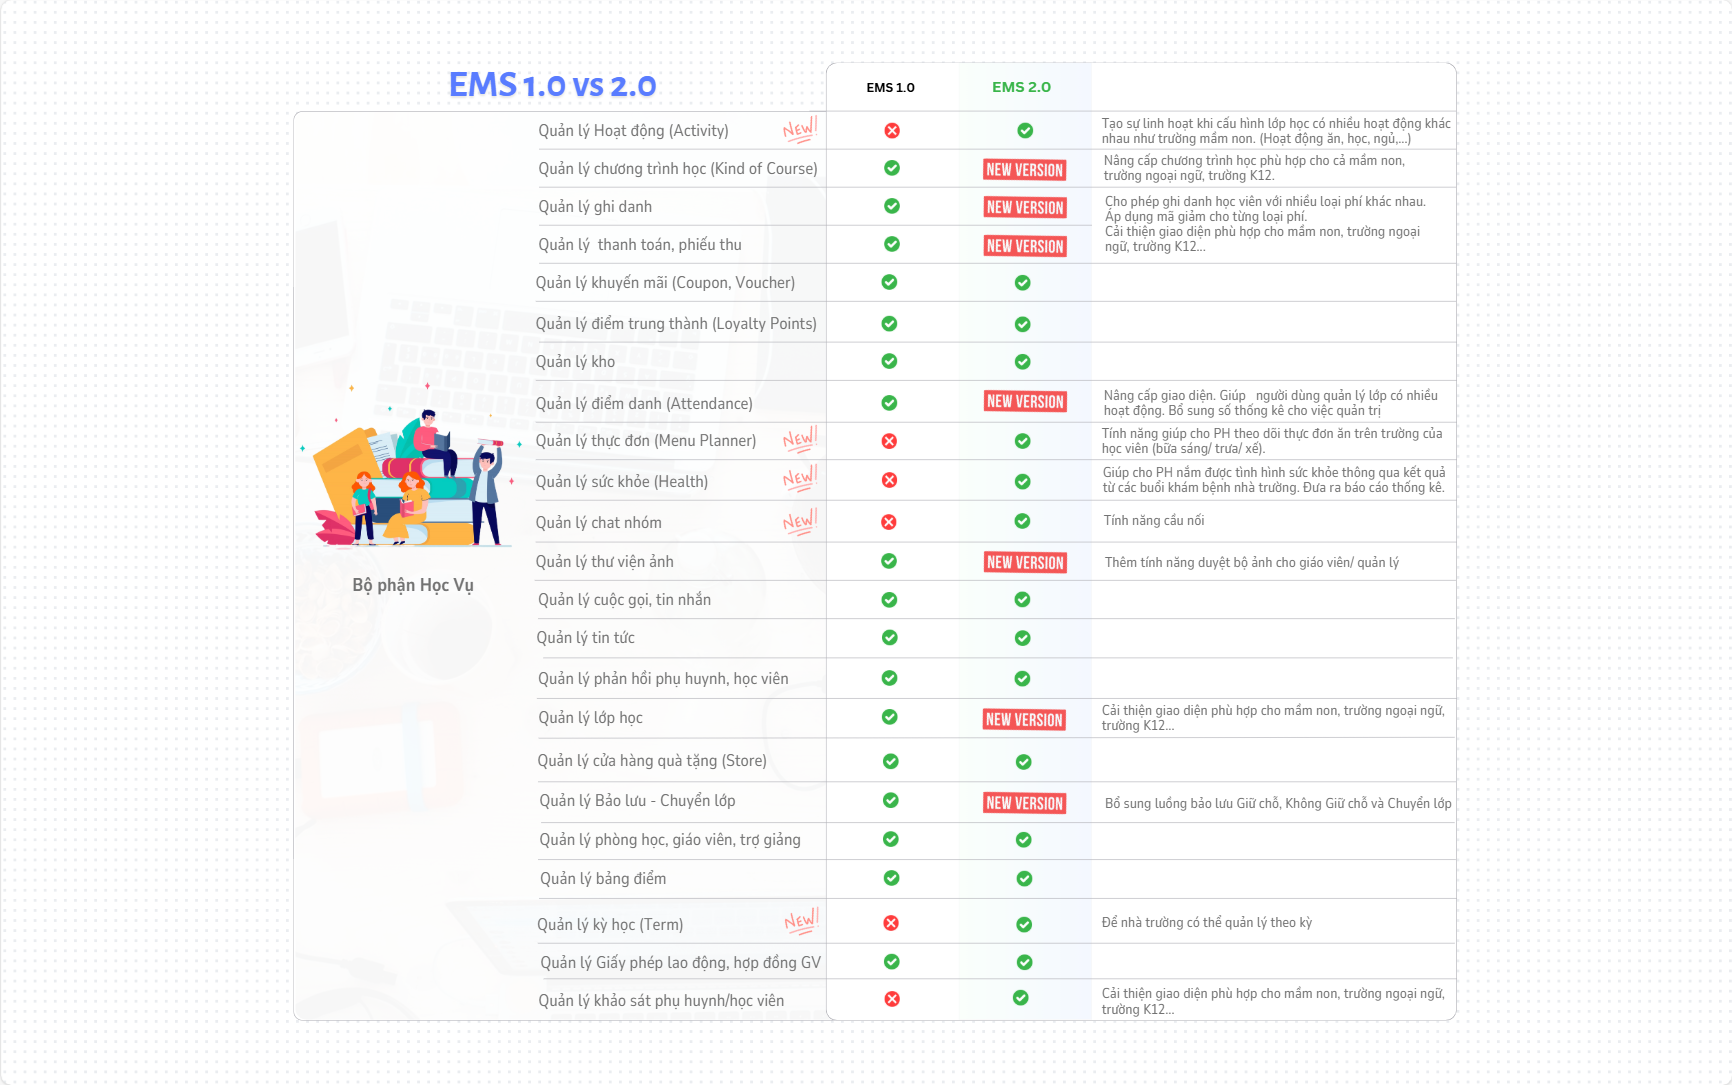 EMS 1.0 vs 2.0
EMS 1.0
EMS 2.0
Quản lý Hoạt động (Activity)
NEW!
Tạo sự linh hoạt khi cấu hình lớp học có nhiều hoạt động khác
nhau như trường mầm non. (Hoạt động ăn, học, ngủ,...)
Quản lý chương trình học (Kind of Course)
NEW VERSION
Nâng cấp chương trình học phù hợp cho cả mầm non,
trường ngoại ngữ, trường K12.
Quản lý ghi danh
NEW VERSION
Cho phép ghi danh học viên với nhiều loại phí khác nhau.
Áp dụng mã giảm cho từng loại phí.
Quản lý  thanh toán, phiếu thu
NEW VERSION
Cải thiện giao diện phù hợp cho mầm non, trường ngoại
ngữ, trường K12...
Quản lý khuyến mãi (Coupon, Voucher)
Quản lý điểm trung thành (Loyalty Points)
Quản lý kho
Quản lý điểm danh (Attendance)
NEW VERSION
Nâng cấp giao diện. Giúp  người dùng quản lý lớp có nhiều
hoạt động. Bổ sung số thống kê cho việc quản trị
Quản lý thực đơn (Menu Planner)
NEW!
Tính năng giúp cho PH theo dõi thực đơn ăn trên trường của
học viên (bữa sáng/ trưa/ xế).
Quản lý sức khỏe (Health)
NEW!
Giúp cho PH nắm được tình hình sức khỏe thông qua kết quả
từ các buổi khám bệnh nhà trường. Đưa ra báo cáo thống kê.
Quản lý chat nhóm
NEW!
Tính năng cầu nối
Quản lý thư viện ảnh
NEW VERSION
Thêm tính năng duyệt bộ ảnh cho giáo viên/ quản lý
Bộ phận Học Vụ
Quản lý cuộc gọi, tin nhắn
Quản lý tin tức
Quản lý phản hồi phụ huynh, học viên
Quản lý lớp học
NEW VERSION
Cải thiện giao diện phù hợp cho mầm non, trường ngoại ngữ,
trường K12...
Quản lý cửa hàng quà tặng (Store)
Quản lý Bảo lưu - Chuyển lớp
NEW VERSION
Bổ sung luồng bảo lưu Giữ chỗ, Không Giữ chỗ và Chuyển lớp
Quản lý phòng học, giáo viên, trợ giảng
Quản lý bảng điểm
Quản lý kỳ học (Term)
NEW!
Để nhà trường có thể quản lý theo kỳ
Quản lý Giấy phép lao động, hợp đồng GV
Quản lý khảo sát phụ huynh/học viên
Cải thiện giao diện phù hợp cho mầm non, trường ngoại ngữ,
trường K12...